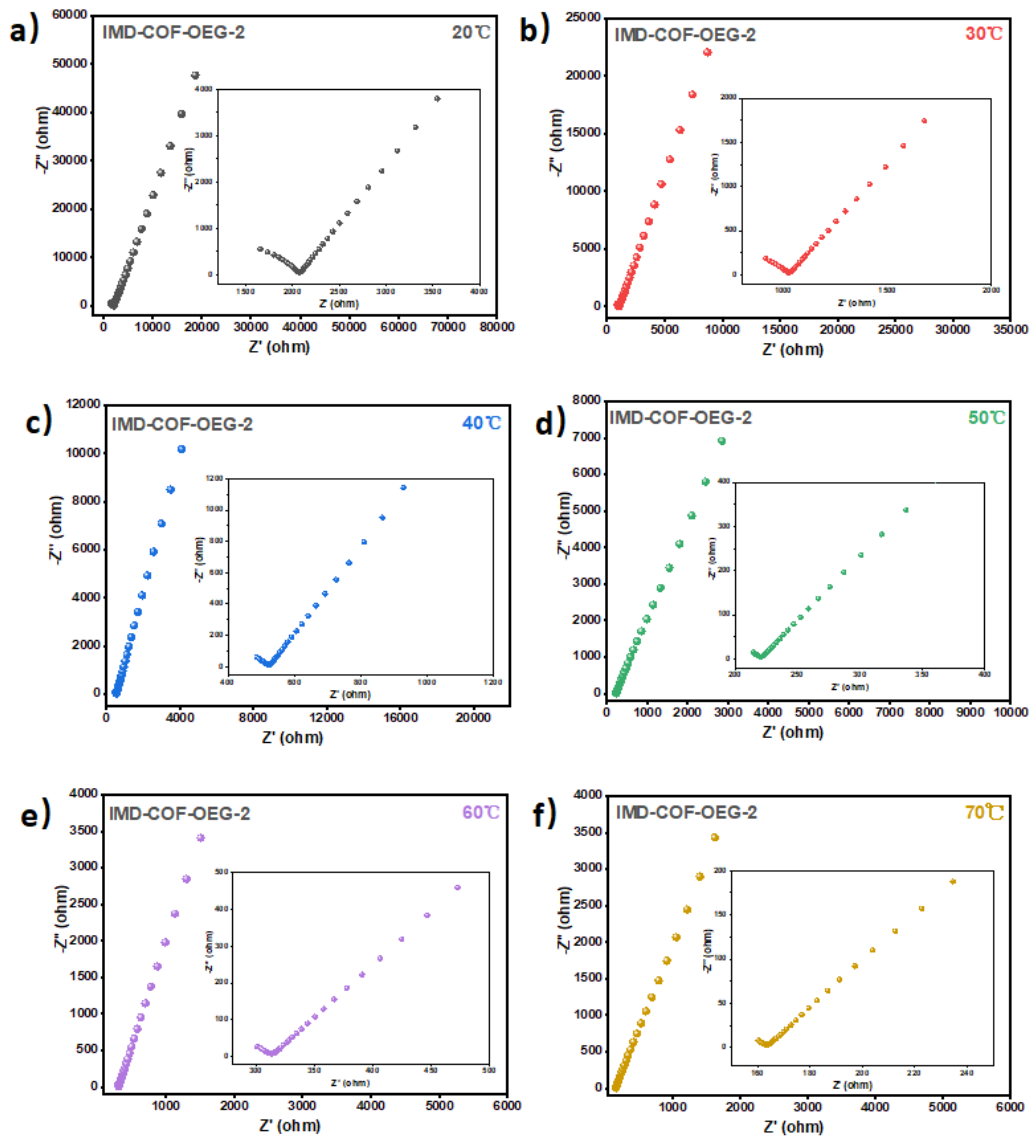 a)
IMD-COF-OEG-2 20℃
60000
50000
40000
30000
20000
10000
0
-Z'' (ohm)
0 10000 20000 30000 40000 50000 60000 70000 80000
Z' (ohm)
4000
3000
2000
1000
0
-Z'' (ohm)
1500 2000 2500 3000 3500 4000
Z' (ohm)
b)
IMD-COF-OEG-2 30℃
25000
20000
15000
10000
5000
0
-Z'' (ohm)
0 5000 10000 15000 20000 25000 30000 35000
Z' (ohm)
2000
1500
1000
500
0
-Z'' (ohm)
1000 1500 2000
Z' (ohm)
c)
IMD-COF-OEG-2 40℃
12000
10000
8000
6000
4000
2000
0
-Z'' (ohm)
0 4000 8000 12000 16000 20000
Z' (ohm)
1200
1000
800
600
400
200
0
-Z'' (ohm)
400 600 800 1000 1200
Z' (ohm)
d)
IMD-COF-OEG-2 50℃
8000
7000
6000
5000
4000
3000
2000
1000
0
-Z'' (ohm)
0 1000 2000 3000 4000 5000 6000 7000 8000 9000 10000
Z' (ohm)
400
300
200
100
0
-Z'' (ohm)
200 250 300 350 400
Z' (ohm)
e)
IMD-COF-OEG-2 60℃
4000
3500
3000
2500
2000
1500
1000
500
0
-Z'' (ohm)
1000 2000 3000 4000 5000 6000
Z' (ohm)
500
400
300
200
100
0
-Z'' (ohm)
300 350 400 450 500
Z' (ohm)
f)
IMD-COF-OEG-2 70℃
4000
3500
3000
2500
2000
1500
1000
500
0
-Z'' (ohm)
1000 2000 3000 4000 5000 6000
Z' (ohm)
200
150
100
50
0
-Z'' (ohm)
160 180 200 220 240
Z' (ohm)